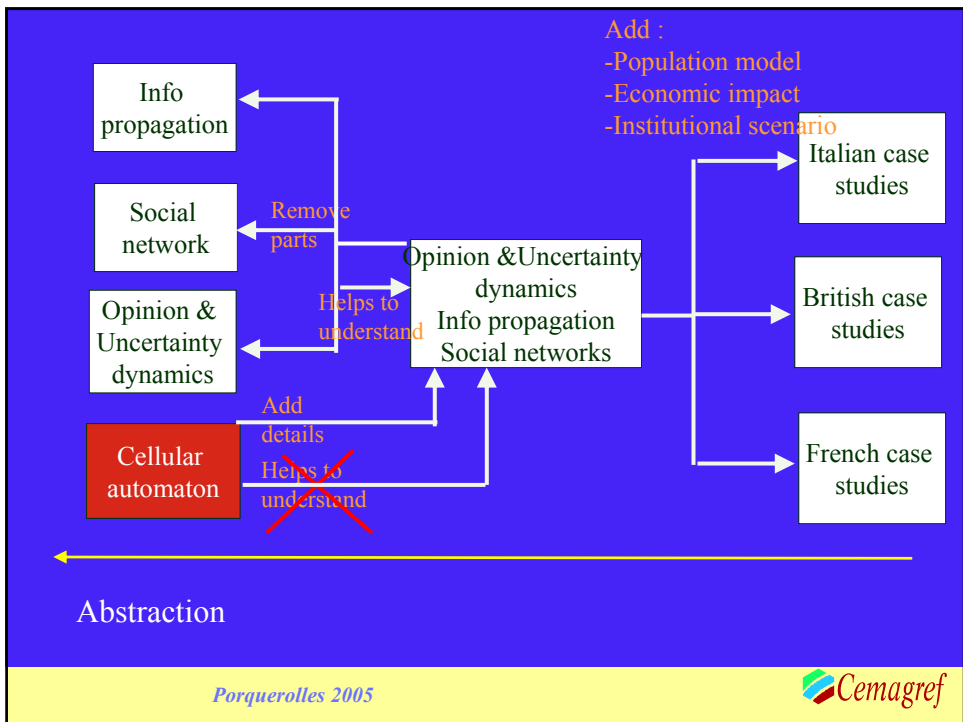 Add :
-Population model
-Economic impact
-Institutional scenario
Info
propagation
Social
network
Opinion &
Uncertainty
dynamics
Cellular
automaton
Remove
parts
Helps to
understand
Add
details
Helps to
understand
Opinion &Uncertainty
dynamics
Info propagation
Social networks
Italian case
studies
British case
studies
French case
studies
Abstraction
Porquerolles 2005
Cemagref